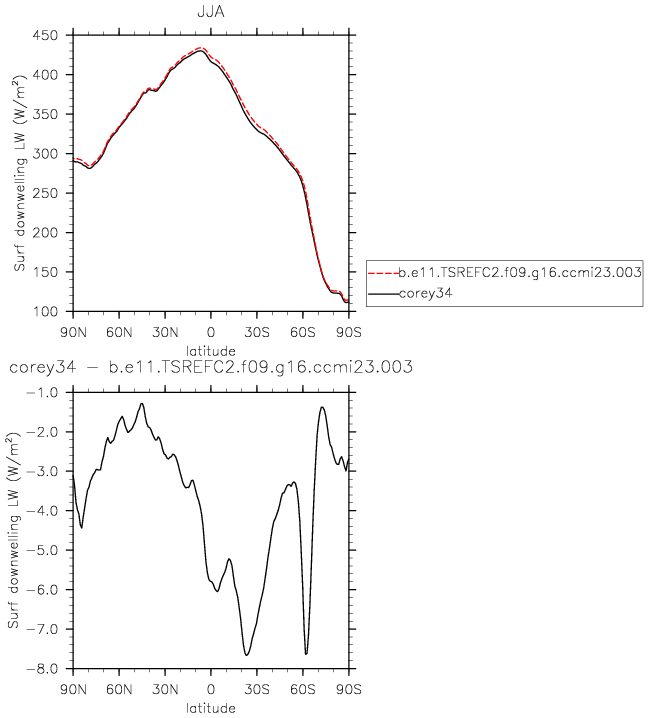 JJA
Surf downwelling LW (W/m²)
450
400
350
300
250
200
150
100
90N 60N 30N 0 30S 60S 90S
latitude
b.e11.TSREFC2.f09.g16.ccmi23.003
corey34
corey34 − b.e11.TSREFC2.f09.g16.ccmi23.003
Surf downwelling LW (W/m²)
−1.0
−2.0
−3.0
−4.0
−5.0
−6.0
−7.0
−8.0
90N 60N 30N 0 30S 60S 90S
latitude